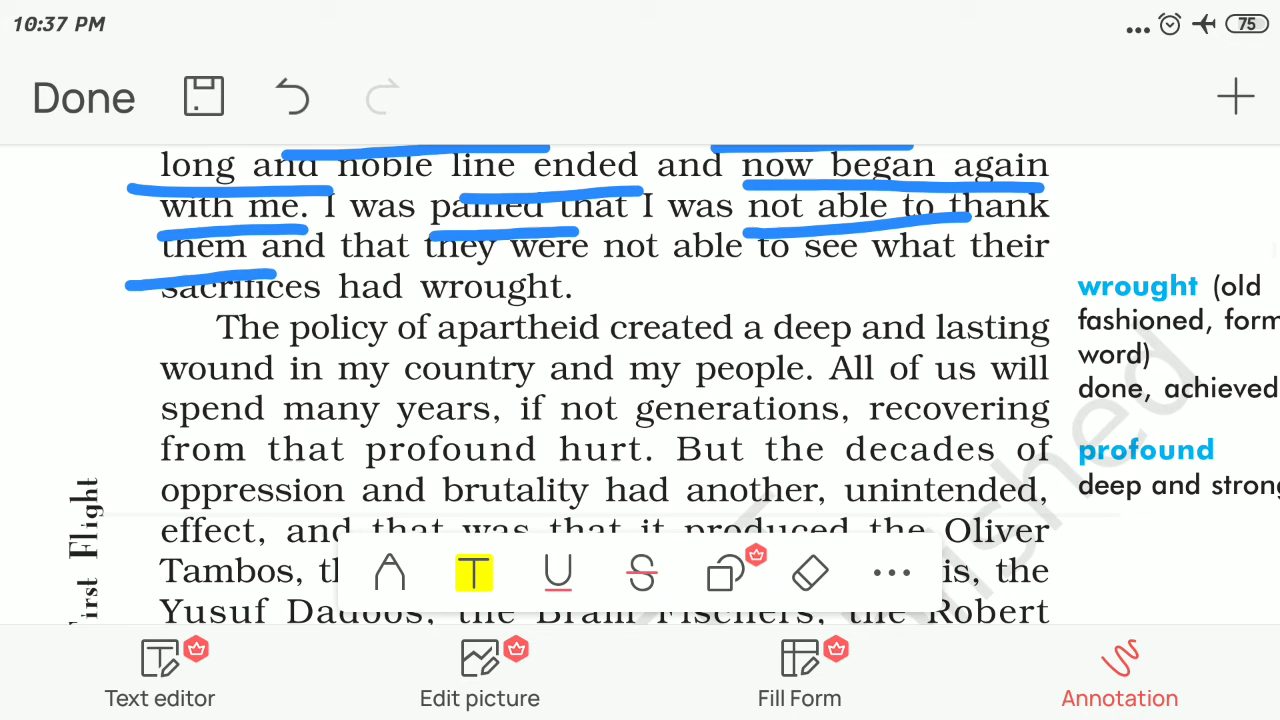 10:37 PM
75
Done
long and noble line ended and now began again
with me. I was pained that I was not able to thank
them and that they were not able to see what their
sacrifices had wrought.
wrought (old
fashioned, form
word)
done, achieved
The policy of apartheid created a deep and lasting
wound in my country and my people. All of us will
spend many years, if not generations, recovering
from that profound hurt. But the decades of
profound
deep and strong
oppression and brutality had another, unintended,
effect, and that was that it produced the Oliver
Tambos, the
Yusuf Dadoos, the Bram Fischers, the Robert
First Flight
Text editor
Edit picture
Fill Form
Annotation